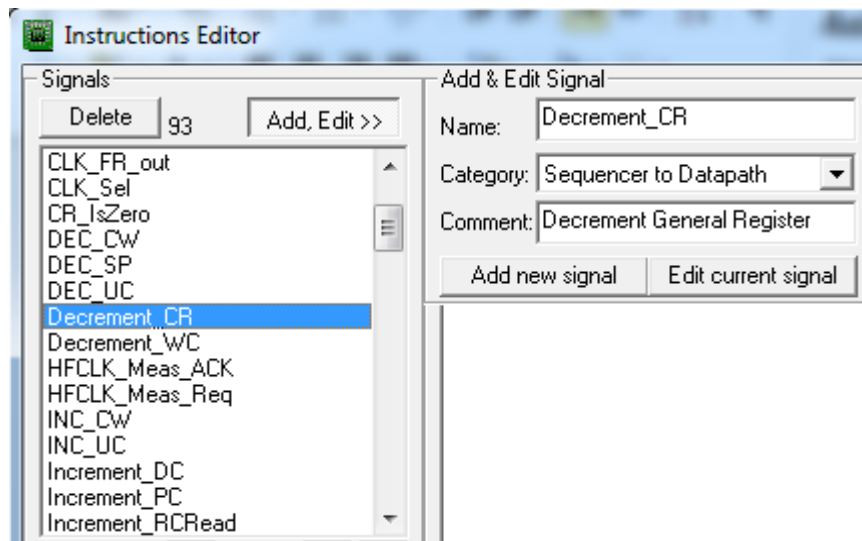 Instructions Editor
Signals
Delete
93
Add, Edit >>
CLK_FR_out
CLK_Sel
CR_IsZero
DEC_CW
DEC_SP
DEC_UC
Decrement_CR
Decrement_WC
HFCLK_Meas_ACK
HFCLK_Meas_Req
INC_CW
INC_UC
Increment_DC
Increment_PC
Increment_RCRead
Add & Edit Signal
Name: Decrement_CR
Category: Sequencer to Datapath
Comment: Decrement General Register
Add new signal
Edit current signal